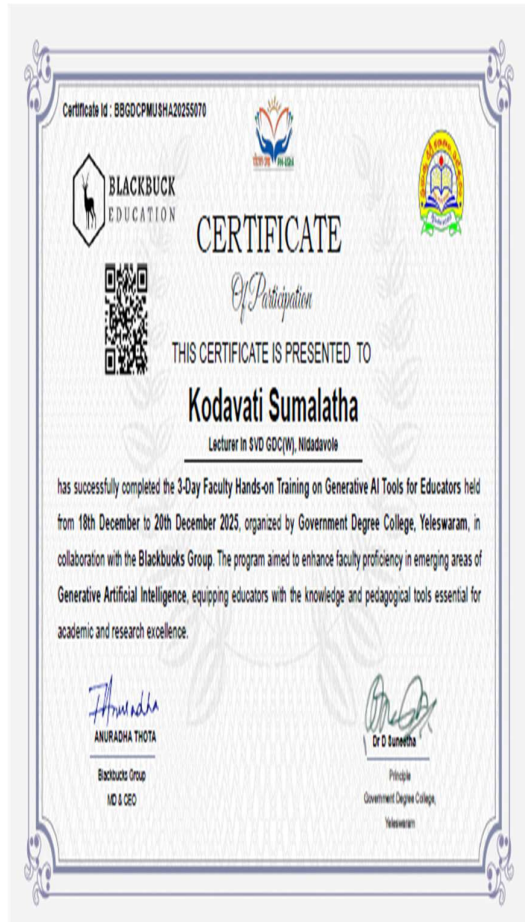 Certificate Id : BBGDCPMUSHA20255070
BLACKBUCK
EDUCATION
PM-USHA
CERTIFICATE
Of Participation
THIS CERTIFICATE IS PRESENTED TO
Kodavati Sumalatha
Lecturer in SVD GDC(W), Nidadavole
has successfully completed the 3-Day Faculty Hands-on Training on Generative AI Tools for Educators held
from 18th December to 20th December 2025, organized by Government Degree College, Yeleswaram, in
collaboration with the Blackbucks Group. The program aimed to enhance faculty proficiency in emerging areas of
Generative Artificial Intelligence, equipping educators with the knowledge and pedagogical tools essential for
academic and research excellence.
ANURADHA THOTA
Blackbucks Group
MD & CEO
Dr D Suneetha
Principle
Government Degree College,
Yeleswaram